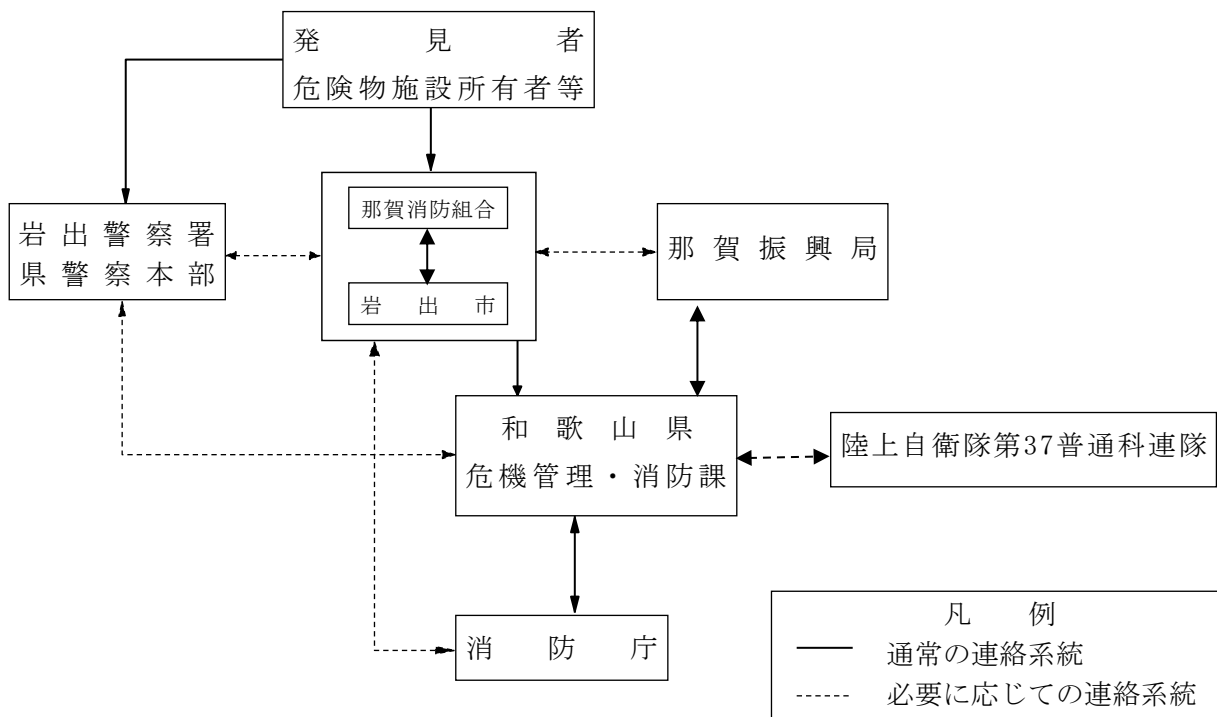 発見者
危険物施設所有者等
那賀消防組合
岩出市
岩出警察署
県警察本部
那賀振興局
和歌山県
危機管理・消防課
陸上自衛隊第37普通科連隊
消防庁
凡例
通常の連絡系統
必要に応じての連絡系統